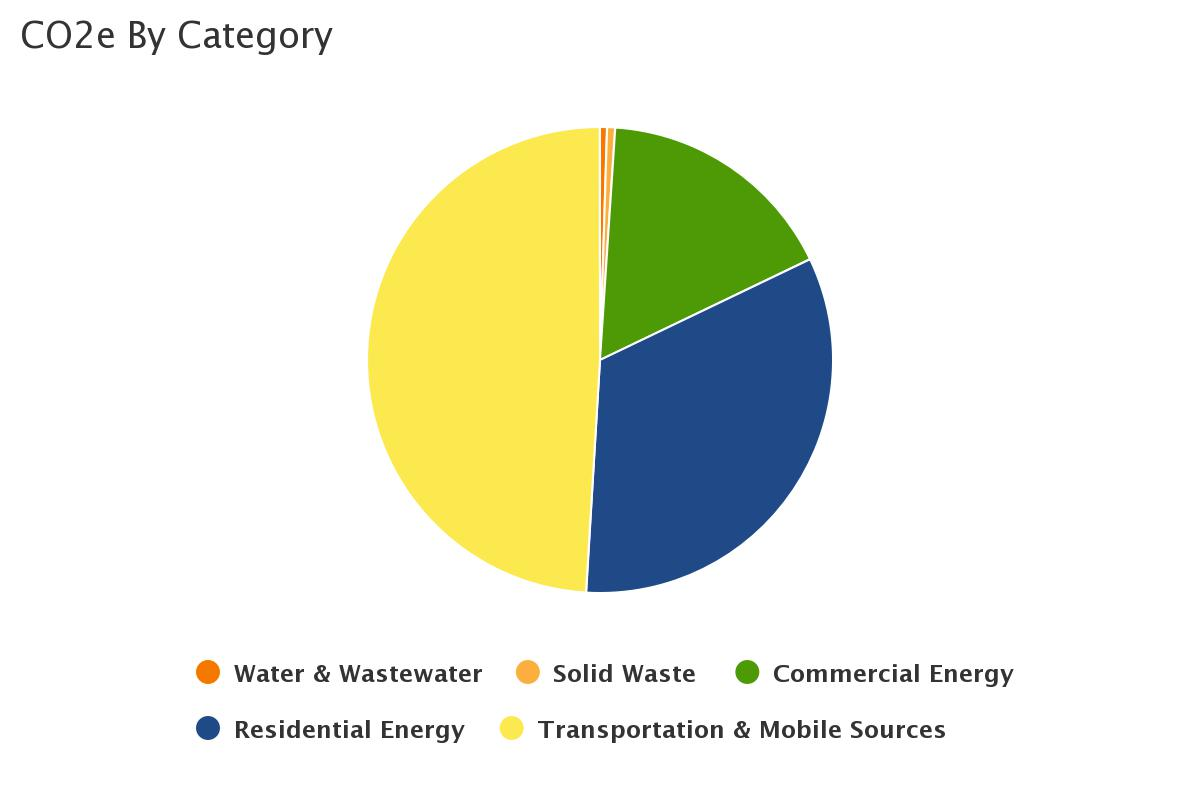 CO2e By Category
Water & Wastewater Solid Waste Commercial Energy
Residential Energy Transportation & Mobile Sources